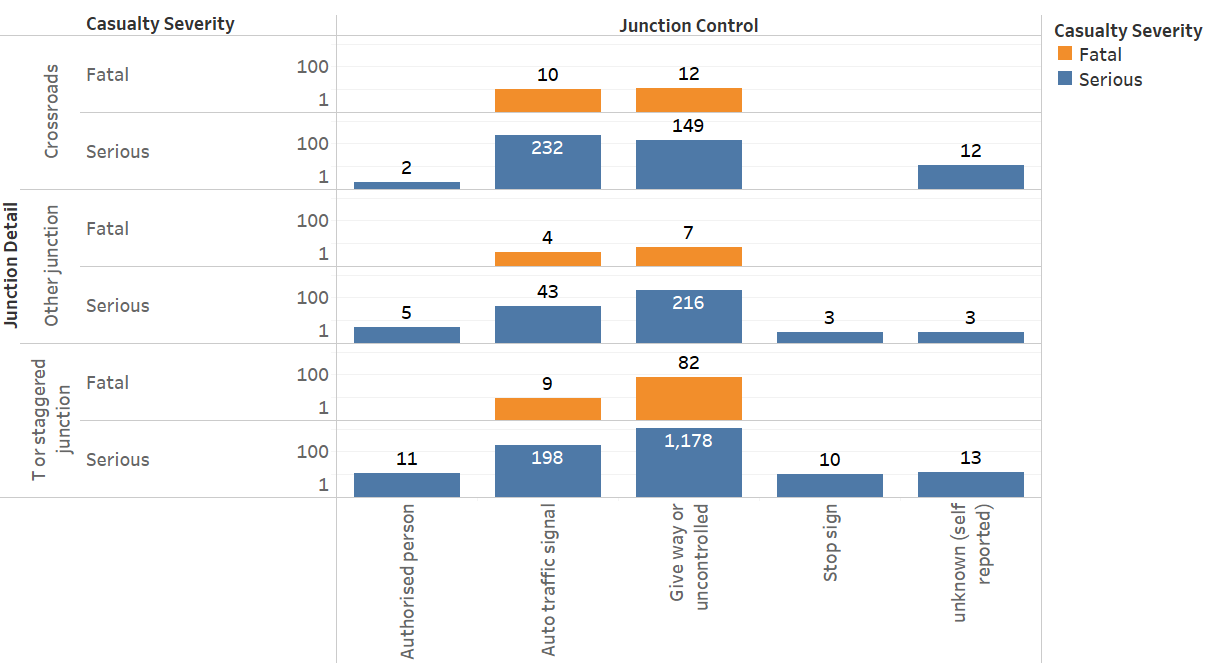 Casualty Severity
Junction Control
Casualty Severity
Fatal
Serious
Junction Detail
Crossroads
Fatal
100
1
10
12
Serious
100
1
2
232
149
12
Other junction
Fatal
100
1
4
7
Serious
100
1
5
43
216
3
3
T or staggered
junction
Fatal
100
1
9
82
Serious
100
1
11
198
1,178
10
13
Authorised person
Auto traffic signal
Give way or
uncontrolled
Stop sign
unknown (self
reported)